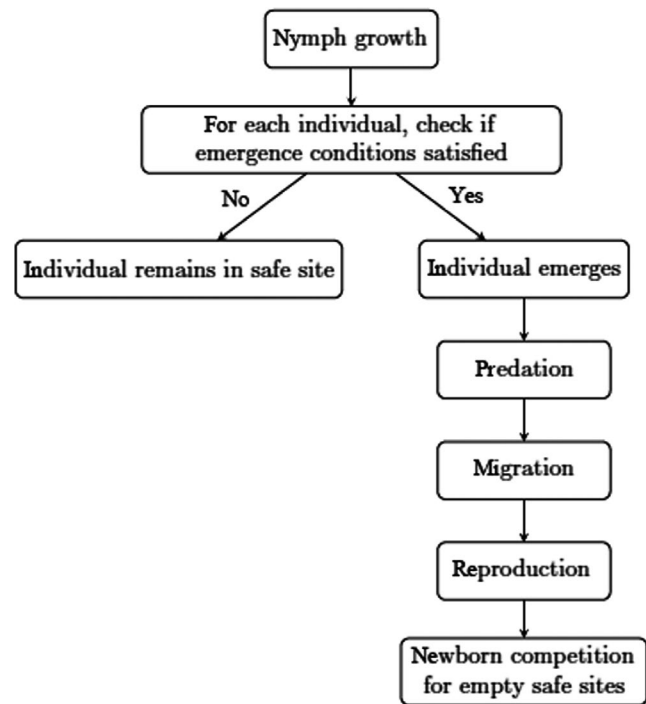 Nymph growth
For each individual, check if
emergence conditions satisfied
No
Yes
Individual remains in safe site
Individual emerges
Predation
Migration
Reproduction
Newborn competition
for empty safe sites